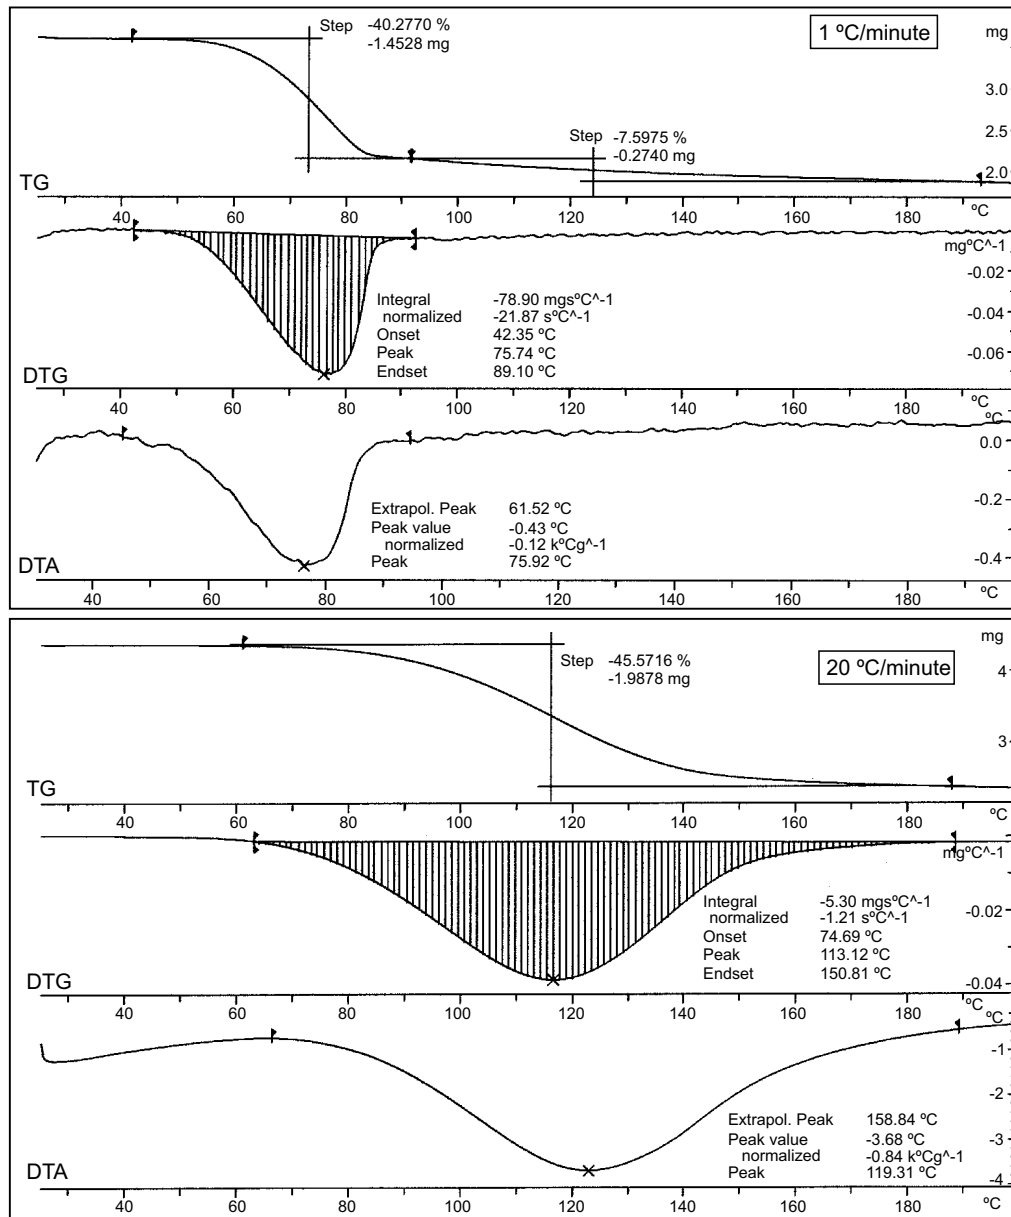 Step -40.2770 %
-1.4528 mg
1 ºC/minute
mg
3.0
2.5
Step -7.5975 %
-0.2740 mg
2.0
TG
40 60 80 100 120 140 160 180 ºC
mgºC^-1
-0.02
Integral -78.90 mgsºC^-1
normalized -21.87 sºC^-1
Onset 42.35 ºC
Peak 75.74 ºC
Endset 89.10 ºC
-0.04
-0.06
DTG
40 60 80 100 120 140 160 180 ºC
ºC
0.0
-0.2
Extrapol. Peak 61.52 ºC
Peak value -0.43 ºC
normalized -0.12 kºCg^-1
Peak 75.92 ºC
-0.4
DTA
40 60 80 100 120 140 160 180 ºC
mg
Step -45.5716 %
-1.9878 mg
20 ºC/minute
4
3
TG
40 60 80 100 120 140 160 180 ºC
mgºC^-1
Integral -5.30 mgsºC^-1
normalized -1.21 sºC^-1
Onset 74.69 ºC
Peak 113.12 ºC
Endset 150.81 ºC
-0.02
-0.04
DTG
40 60 80 100 120 140 160 180 ºC
ºC
-1
-2
Extrapol. Peak 158.84 ºC
Peak value -3.68 ºC
normalized -0.84 kºCg^-1
Peak 119.31 ºC
-3
-4
DTA
40 60 80 100 120 140 160 180 ºC